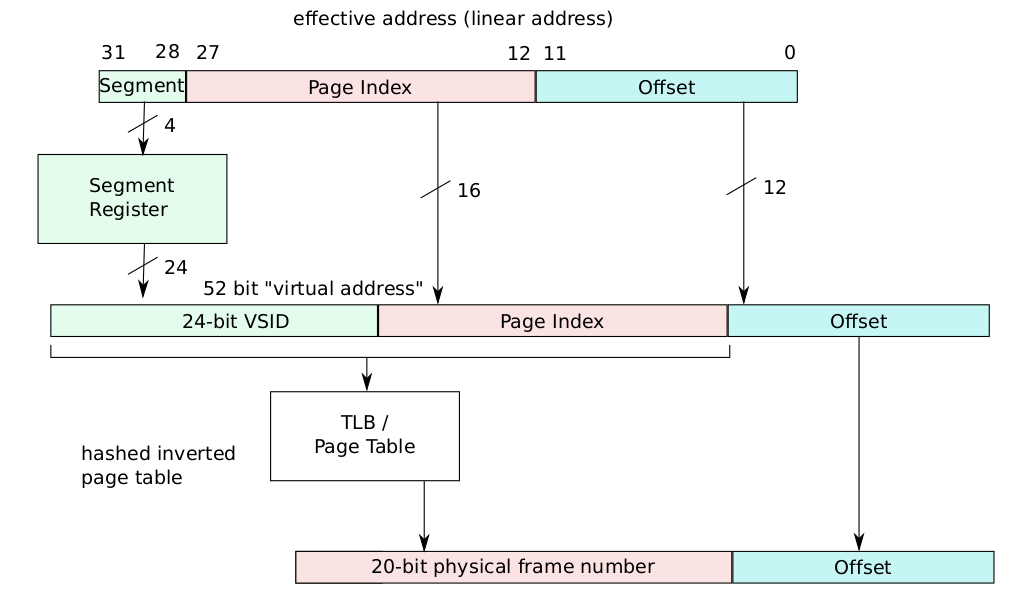 effective address (linear address)
31 28 27 12 11 0
Segment Page Index Offset
4
Segment
Register
16
12
24
52 bit "virtual address"
24-bit VSID Page Index Offset
TLB /
Page Table
hashed inverted
page table
20-bit physical frame number Offset